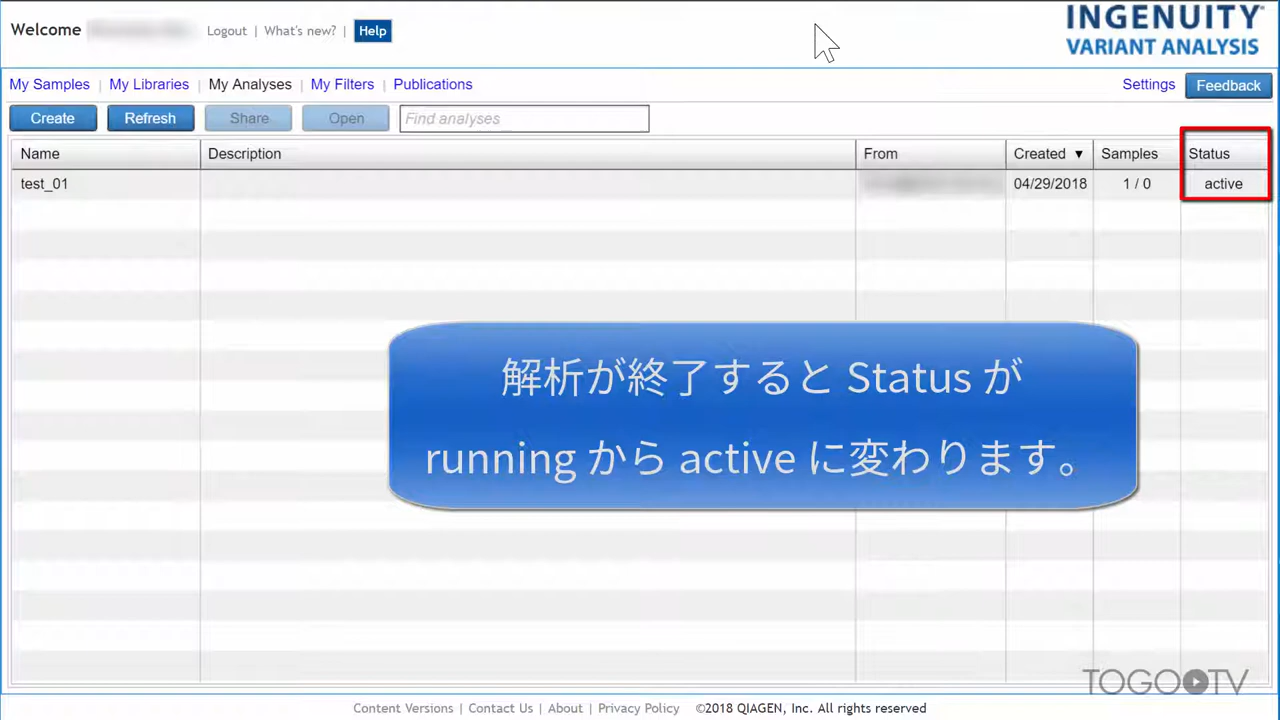 Welcome Logout | What's new? | Help
INGENUITY
VARIANT ANALYSIS
My Samples | My Libraries | My Analyses | My Filters | Publications Settings Feedback
Create Refresh Share Open Find analyses
Name Description From Created ▼ Samples Status
test_01 04/29/2018 1 / 0 active
解析が終了すると Status が
running から active に変わります。
TOGO TV
Content Versions | Contact Us | About | Privacy Policy ©2018 QIAGEN, Inc. All rights reserved